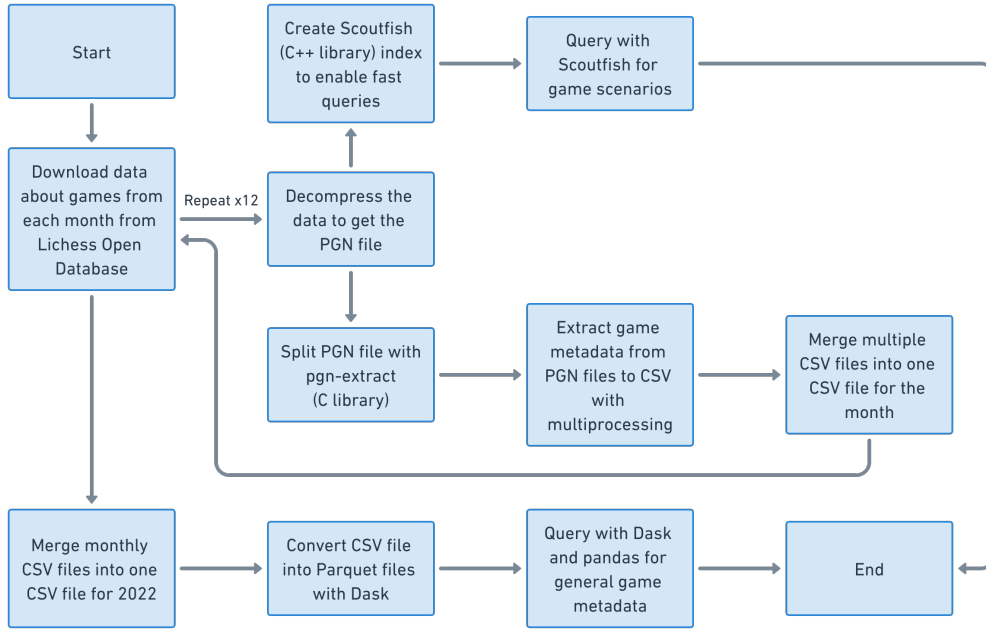 Start
Create Scoutfish
(C++ library) index
to enable fast
queries
Query with
Scoutfish for
game scenarios
Download data
about games from
each month from
Lichess Open
Database
Repeat x12
Decompress the
data to get the
PGN file
Split PGN file with
pgn-extract
(C library)
Extract game
metadata from
PGN files to CSV
with
multiprocessing
Merge multiple
CSV files into one
CSV file for the
month
Merge monthly
CSV files into one
CSV file for 2022
Convert CSV file
into Parquet files
with Dask
Query with Dask
and pandas for
general game
metadata
End